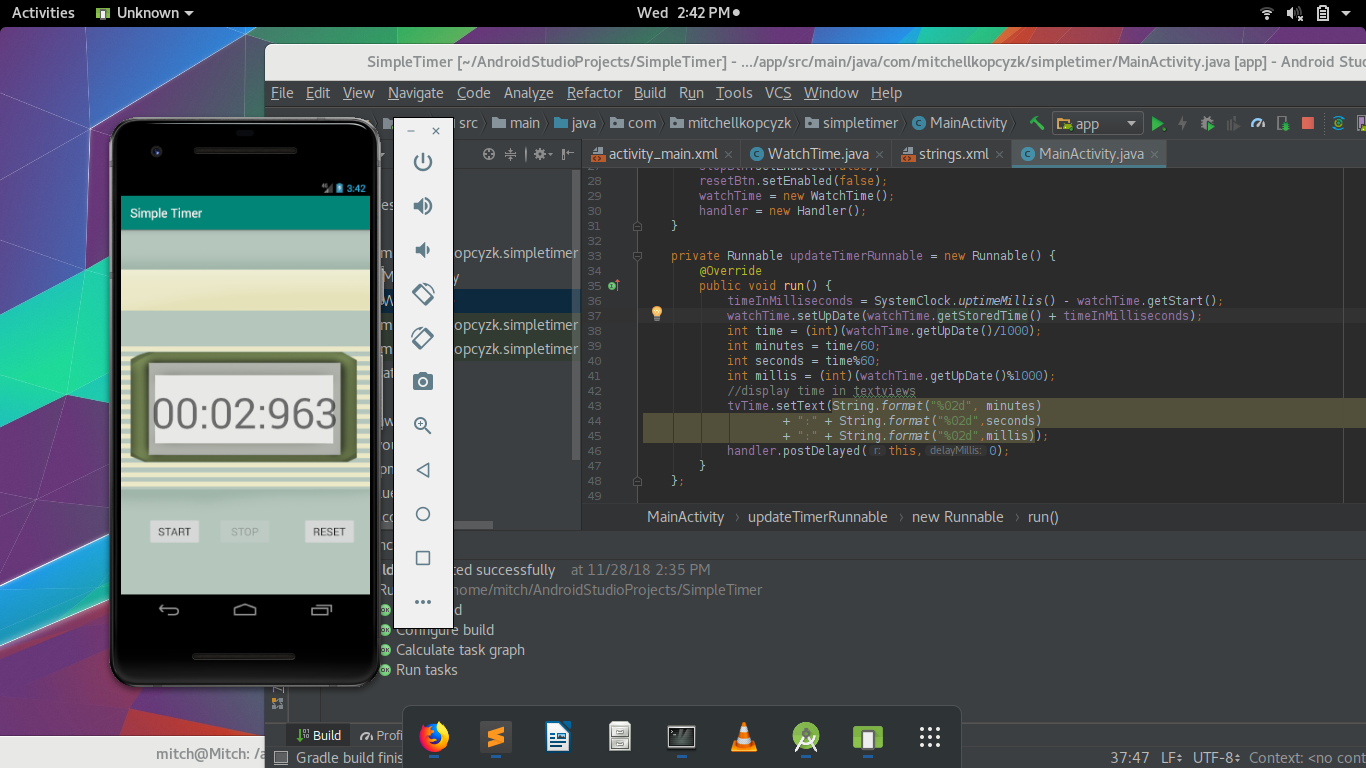 Activities Unknown Wed 2:42 PM
SimpleTimer [~/AndroidStudioProjects/SimpleTimer] - .../app/src/main/java/com/mitchellkopcyzk/simpletimer/MainActivity.java [app] - Android Stu
File Edit View Navigate Code Analyze Refactor Build Run Tools VCS Window Help
src main java com mitchellkopcyzk simpletimer MainActivity app
activity_main.xml WatchTime.java strings.xml MainActivity.java
3:42
Simple Timer
00:02:963
START STOP RESET
opcyzk.simpletimer
opcyzk.simpletimer
opcyzk.simpletimer
28 resetBtn.setEnabled(false);
29 watchTime = new WatchTime();
30 handler = new Handler();
31 }
32
33 private Runnable updateTimerRunnable = new Runnable() {
34 @Override
35 public void run() {
36 timeInMilliseconds = SystemClock.uptimeMillis() - watchTime.getStart();
37 watchTime.setUpDate(watchTime.getStoredTime() + timeInMilliseconds);
38 int time = (int)(watchTime.getUpDate()/1000);
39 int minutes = time/60;
40 int seconds = time%60;
41 int millis = (int)(watchTime.getUpDate()%1000);
42 //display time in textviews
43 tvTime.setText(String.format("%02d", minutes)
44 + ":" + String.format("%02d",seconds)
45 + ":" + String.format("%02d",millis));
46 handler.postDelayed( r: this, delayMillis: 0);
47 }
48 };
49
MainActivity updateTimerRunnable new Runnable run()
ted successfully at 11/28/18 2:35 PM
home/mitch/AndroidStudioProjects/SimpleTimer
Configure build
Calculate task graph
Run tasks
Build Profi
mitch@Mitch: /a
Gradle build finis
37:47 LF UTF-8 Context: <no cont